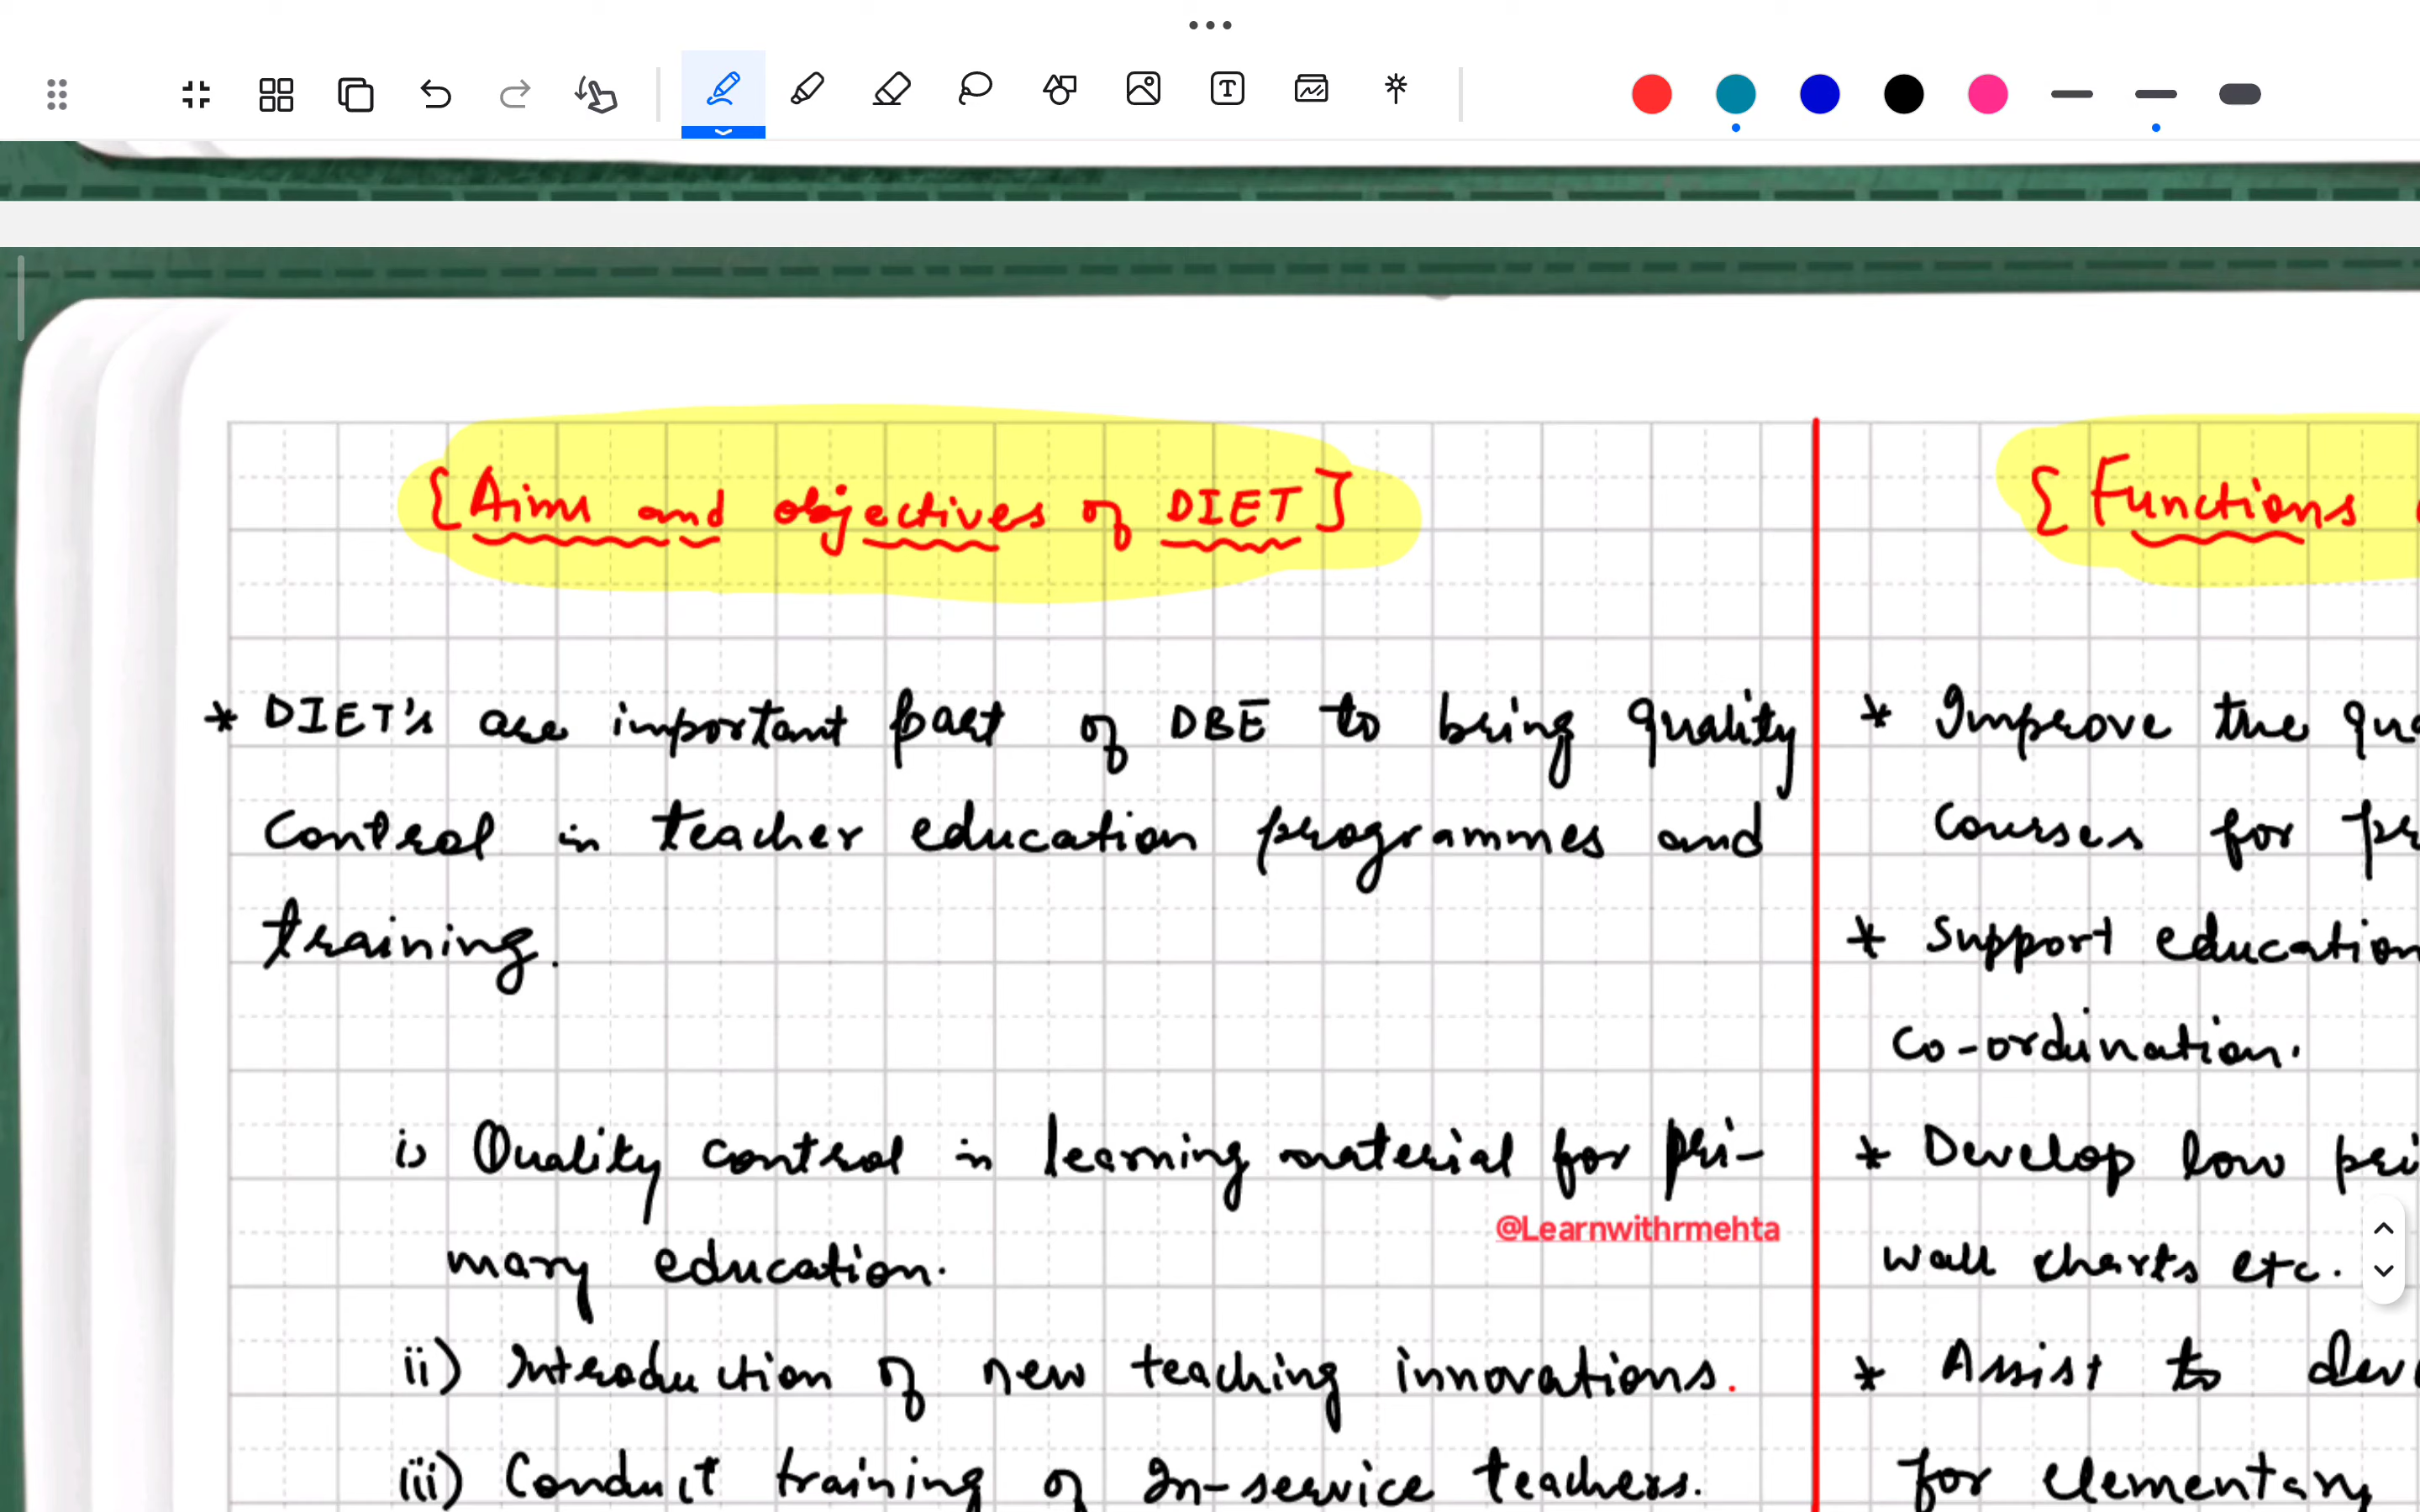 {Aims and objectives of DIET}
* DIET's are important part of DBE to bring quality
control in teacher education programmes and
training.
i) Quality control in learning material for pri-
mary education.
@Learnwithrmehta
ii) Introduction of new teaching innovations.
iii) Conduct training of In-service teachers.
{ Functions
* Improve the
courses for
* Support education
co-ordination.
* Develop low
wall charts etc.
* Assist to
for elementary